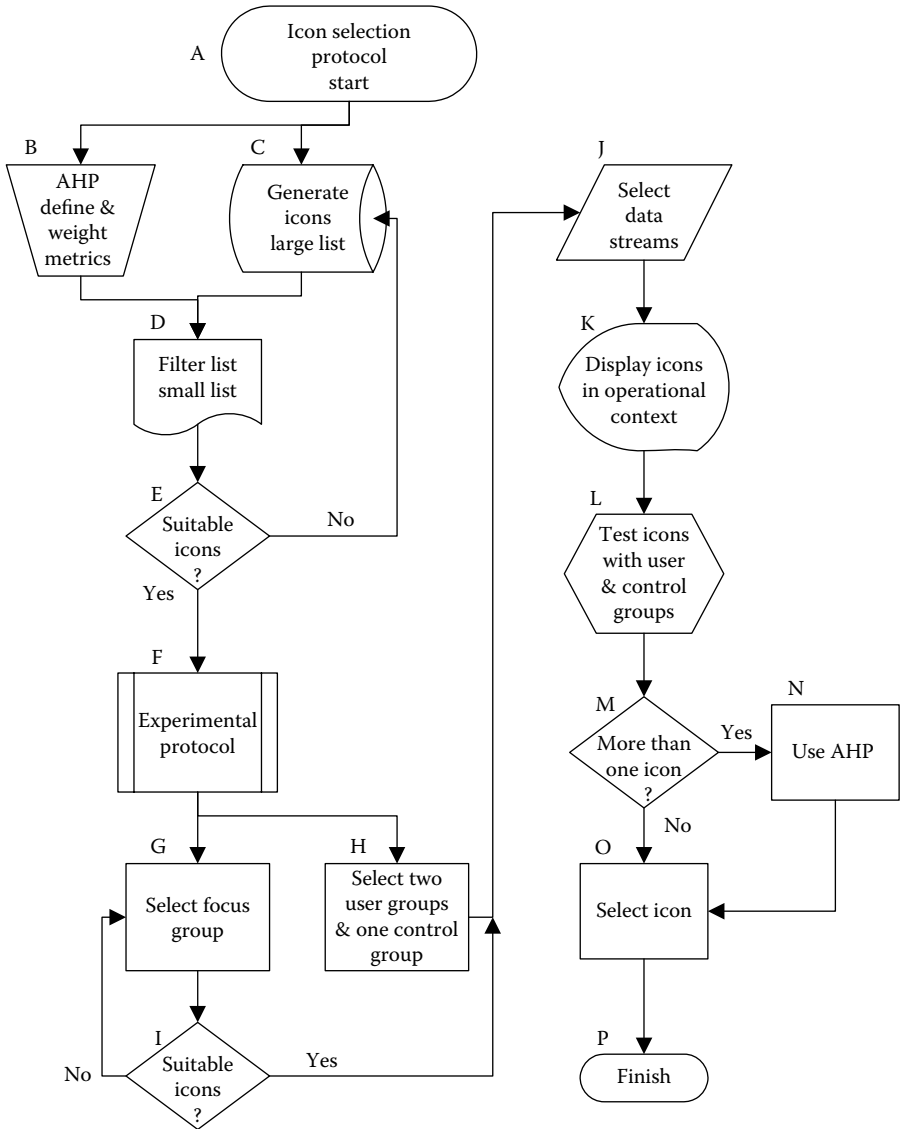 A
Icon selection
protocol
start
B
AHP
define &
weight
metrics
C
Generate
icons
large list
D
Filter list
small list
E
Suitable
icons
?
No
Yes
F
Experimental
protocol
G
Select focus
group
H
Select two
user groups
& one control
group
I
Suitable
icons
?
No
Yes
J
Select
data
streams
K
Display icons
in operational
context
L
Test icons
with user
& control
groups
M
More than
one icon
?
Yes
No
N
Use AHP
O
Select icon
P
Finish